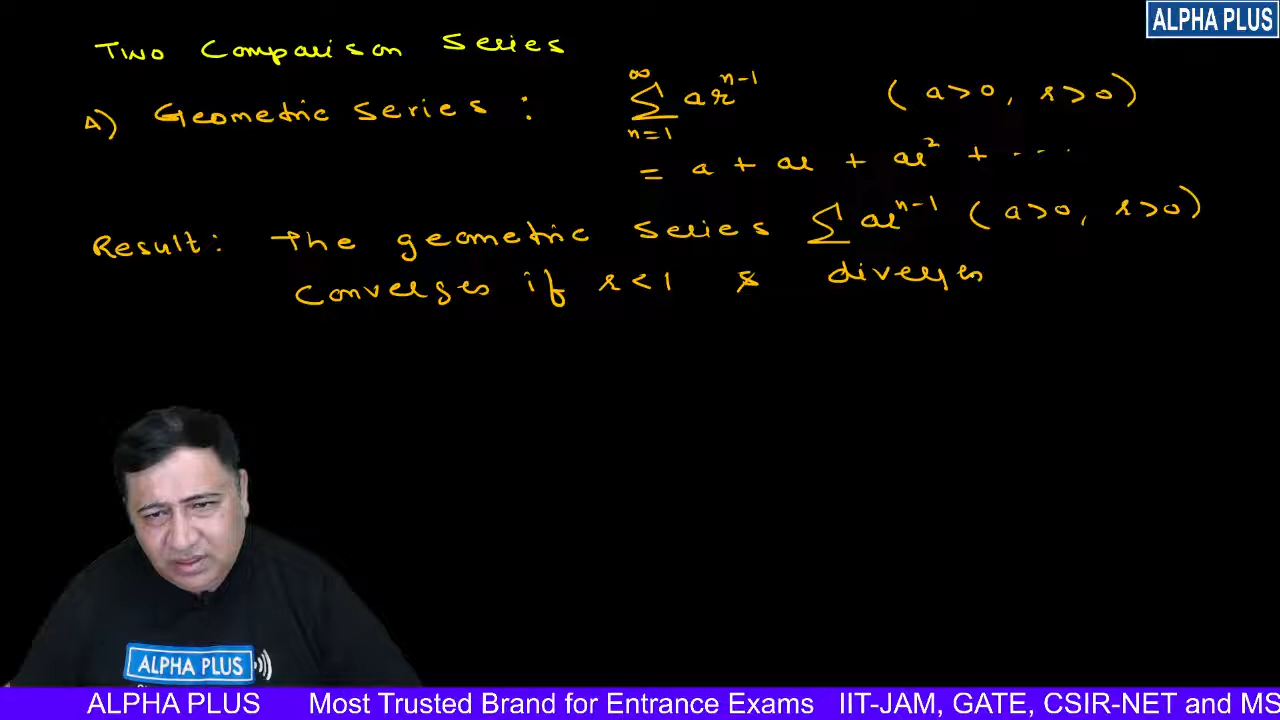 ALPHA PLUS
Two Comparison Series
A) Geometric Series : ∞∑n=1 ar^(n-1) (a>0, r>0)
= a + ar + ar² + ....
Result: The geometric series ∑ ar^(n-1) (a>0, r>0)
converges if r<1 & diverges
ALPHA PLUS
ALPHA PLUS Most Trusted Brand for Entrance Exams IIT-JAM, GATE, CSIR-NET and MS